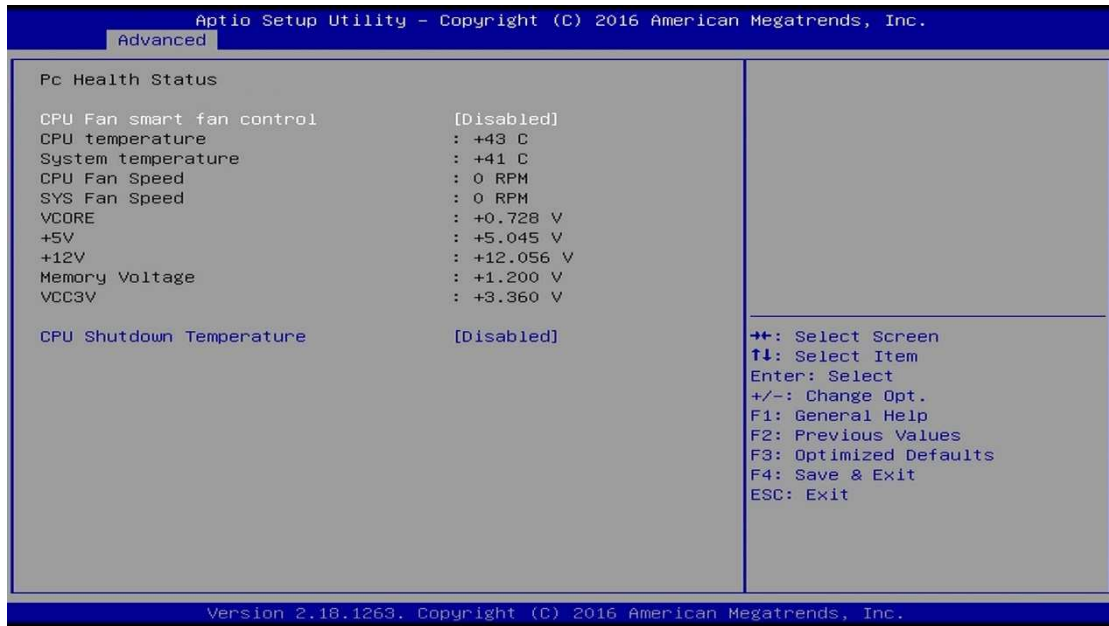 Aptio Setup Utility – Copyright (C) 2016 American Megatrends, Inc.
Advanced
Pc Health Status
CPU Fan smart fan control [Disabled]
CPU temperature : +43 C
System temperature : +41 C
CPU Fan Speed : 0 RPM
SYS Fan Speed : 0 RPM
VCORE : +0.728 V
+5V : +5.045 V
+12V : +12.056 V
Memory Voltage : +1.200 V
VCC3V : +3.360 V
CPU Shutdown Temperature [Disabled]
→←: Select Screen
↑↓: Select Item
Enter: Select
+/-: Change Opt.
F1: General Help
F2: Previous Values
F3: Optimized Defaults
F4: Save & Exit
ESC: Exit
Version 2.18.1263. Copyright (C) 2016 American Megatrends, Inc.